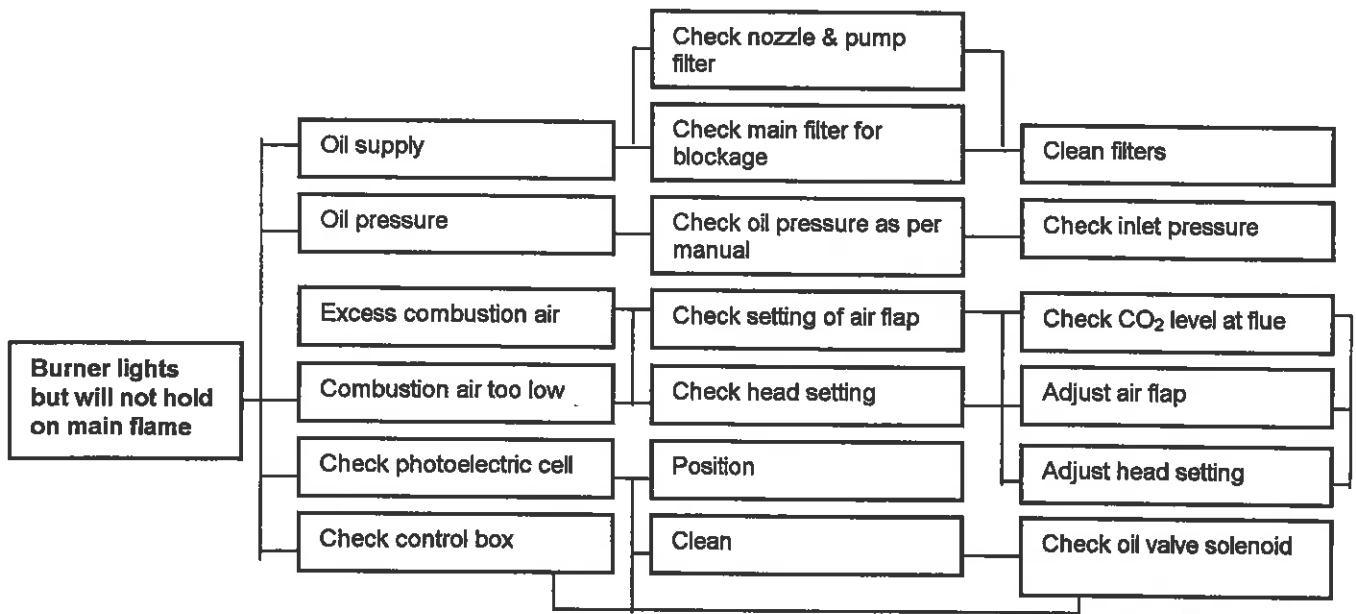 Burner lights
but will not hold
on main flame
Oil supply
Oil pressure
Excess combustion air
Combustion air too low
Check photoelectric cell
Check control box
Check nozzle & pump
filter
Check main filter for
blockage
Check oil pressure as per
manual
Check setting of air flap
Check head setting
Position
Clean
Clean filters
Check inlet pressure
Check CO₂ level at flue
Adjust air flap
Adjust head setting
Check oil valve solenoid